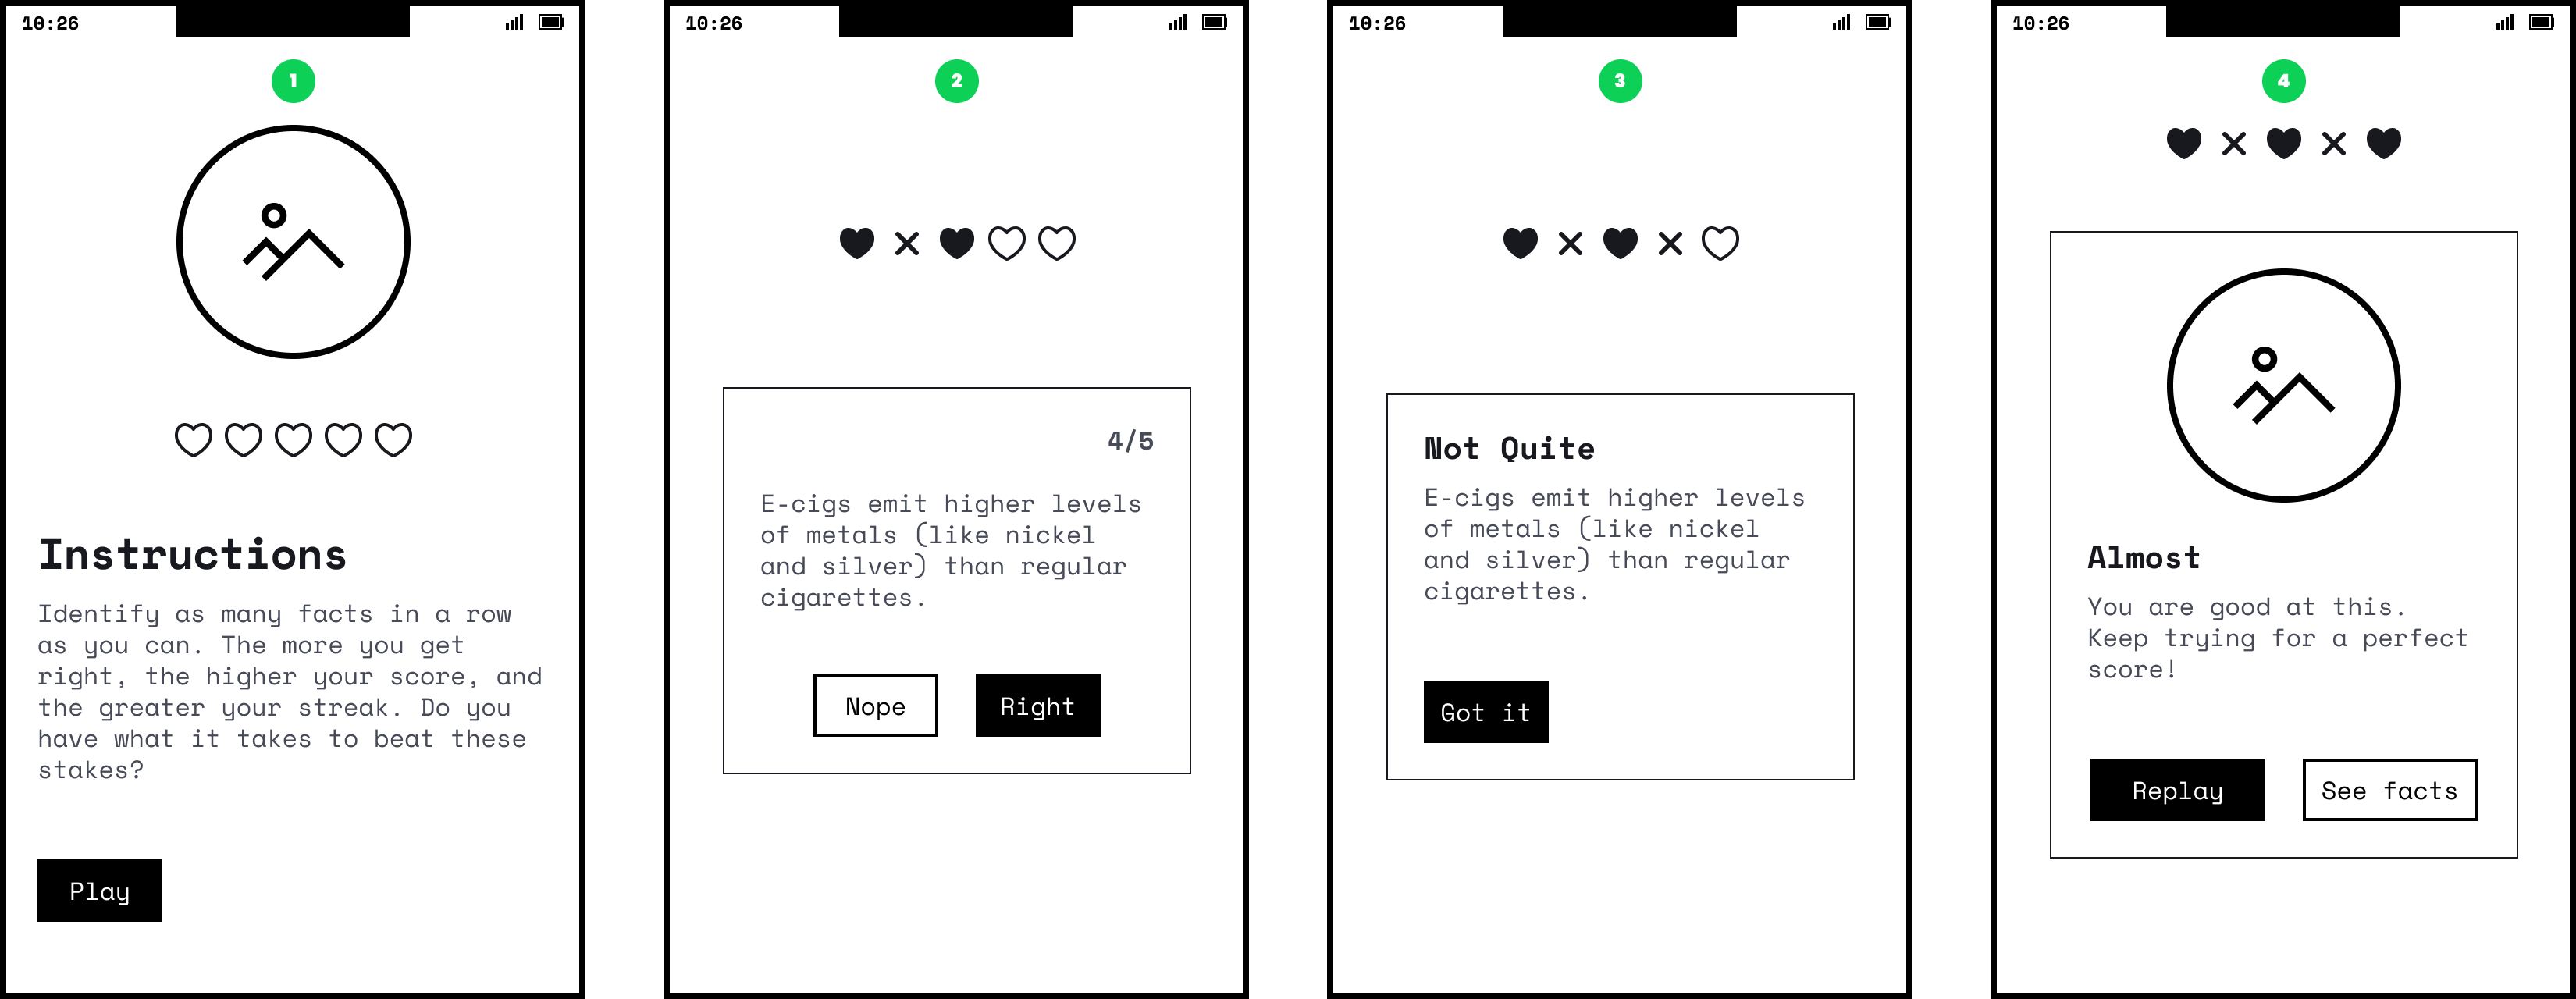 10:26
1
Instructions
Identify as many facts in a row
as you can. The more you get
right, the higher your score, and
the greater your streak. Do you
have what it takes to beat these
stakes?
Play
10:26
2
4/5
E-cigs emit higher levels
of metals (like nickel
and silver) than regular
cigarettes.
Nope
Right
10:26
3
Not Quite
E-cigs emit higher levels
of metals (like nickel
and silver) than regular
cigarettes.
Got it
10:26
4
Almost
You are good at this.
Keep trying for a perfect
score!
Replay
See facts